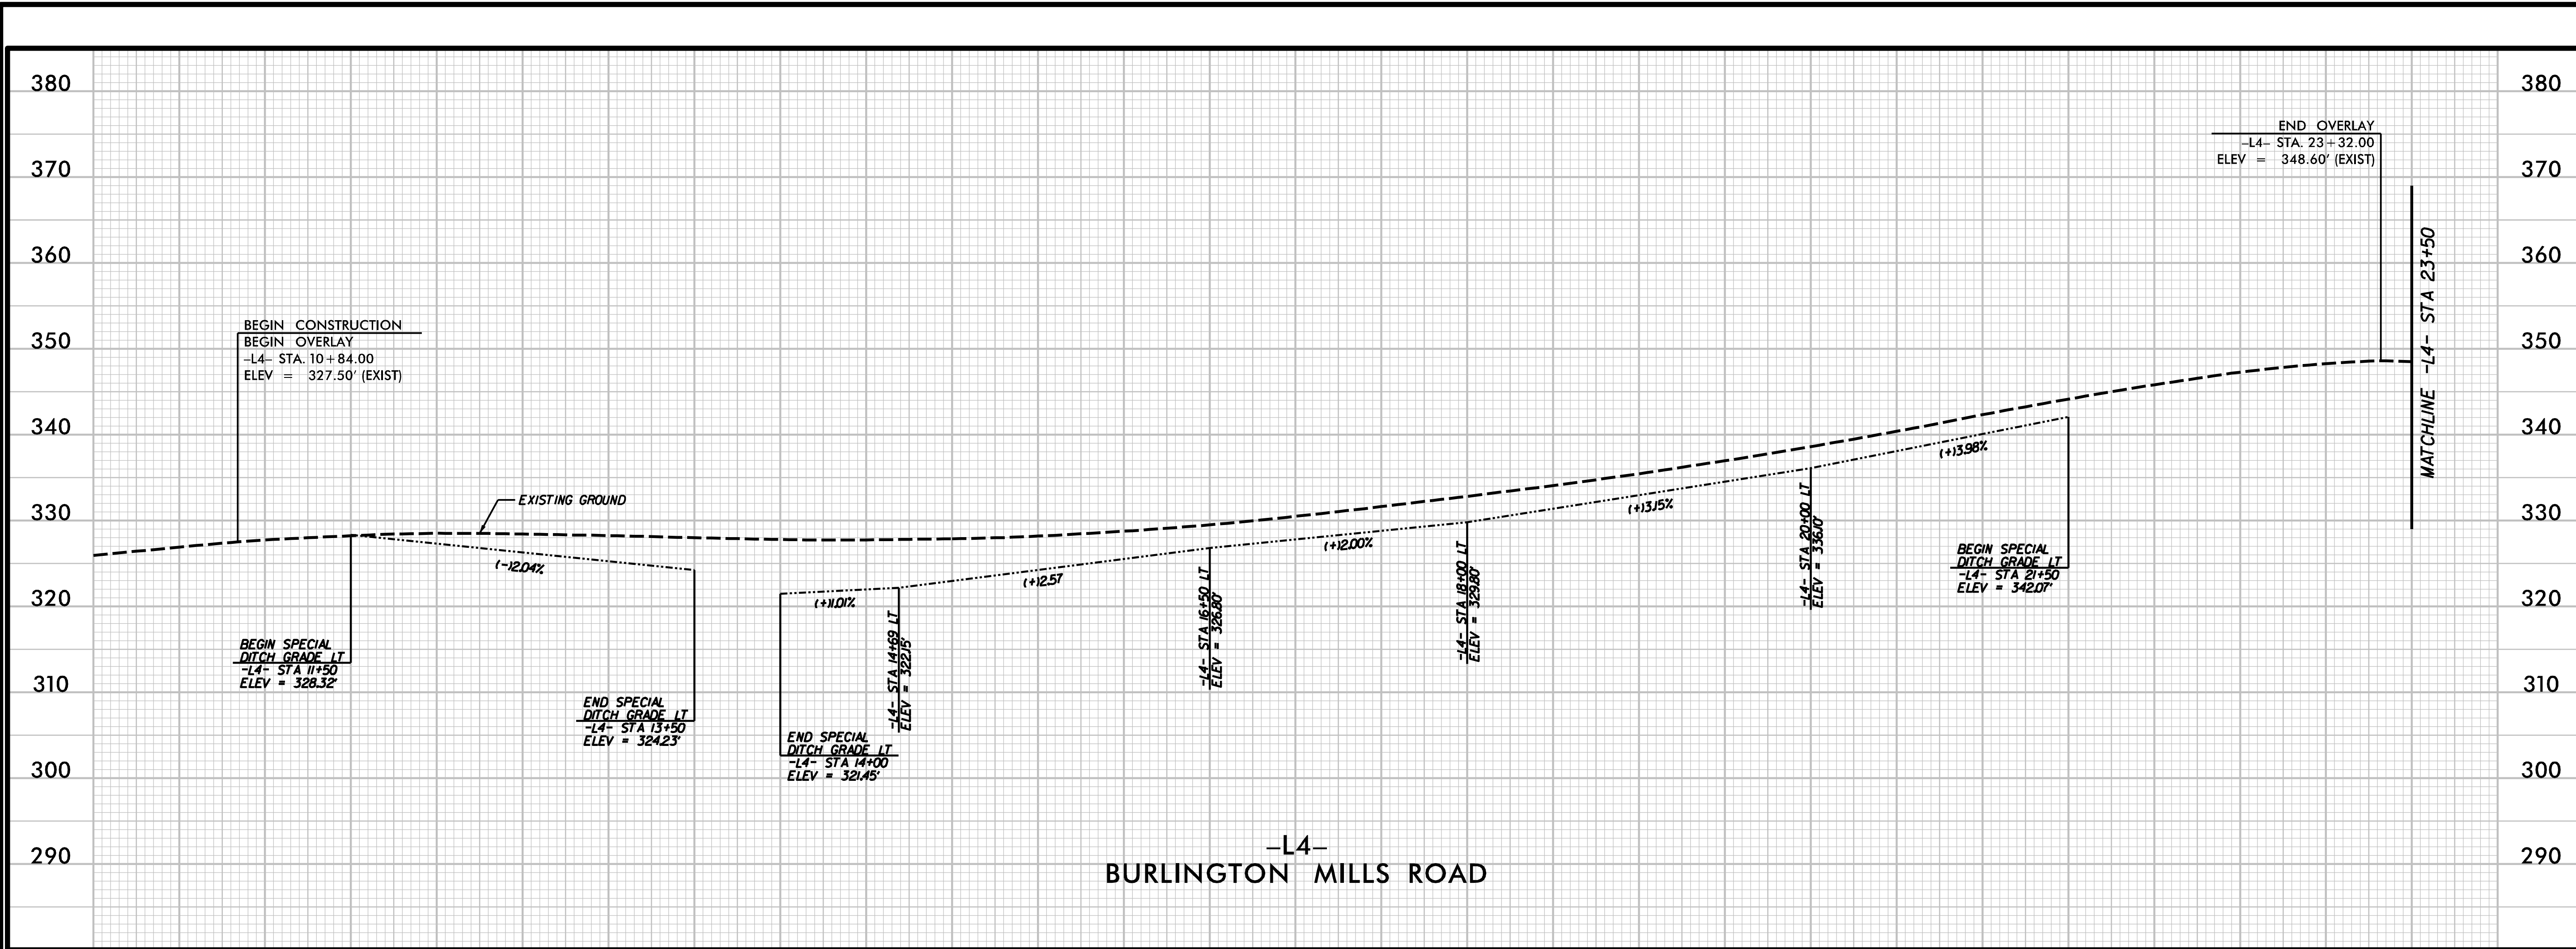 380
380
END OVERLAY
-L4- STA. 23+32.00
ELEV = 348.60' (EXIST)
370
370
360
360
MATCHLINE -L4- STA 23+50
BEGIN CONSTRUCTION
BEGIN OVERLAY
-L4- STA. 10+84.00
ELEV = 327.50' (EXIST)
350
350
340
340
(+)3.98%
330
330
EXISTING GROUND
(-)2.04%
(+)1.01%
(+)2.57
(+)2.00%
(+)3.15%
BEGIN SPECIAL
DITCH GRADE LT
-L4- STA 21+50
ELEV = 342.07'
320
320
-L4- STA 14+69 LT
ELEV = 322.15'
-L4- STA 16+50 LT
ELEV = 326.80'
-L4- STA 18+00 LT
ELEV = 329.80'
-L4- STA 20+00 LT
ELEV = 336.10'
BEGIN SPECIAL
DITCH GRADE LT
-L4- STA 11+50
ELEV = 328.32'
310
310
END SPECIAL
DITCH GRADE LT
-L4- STA 13+50
ELEV = 324.23'
END SPECIAL
DITCH GRADE LT
-L4- STA 14+00
ELEV = 321.45'
300
300
290
290
-L4-
BURLINGTON MILLS ROAD